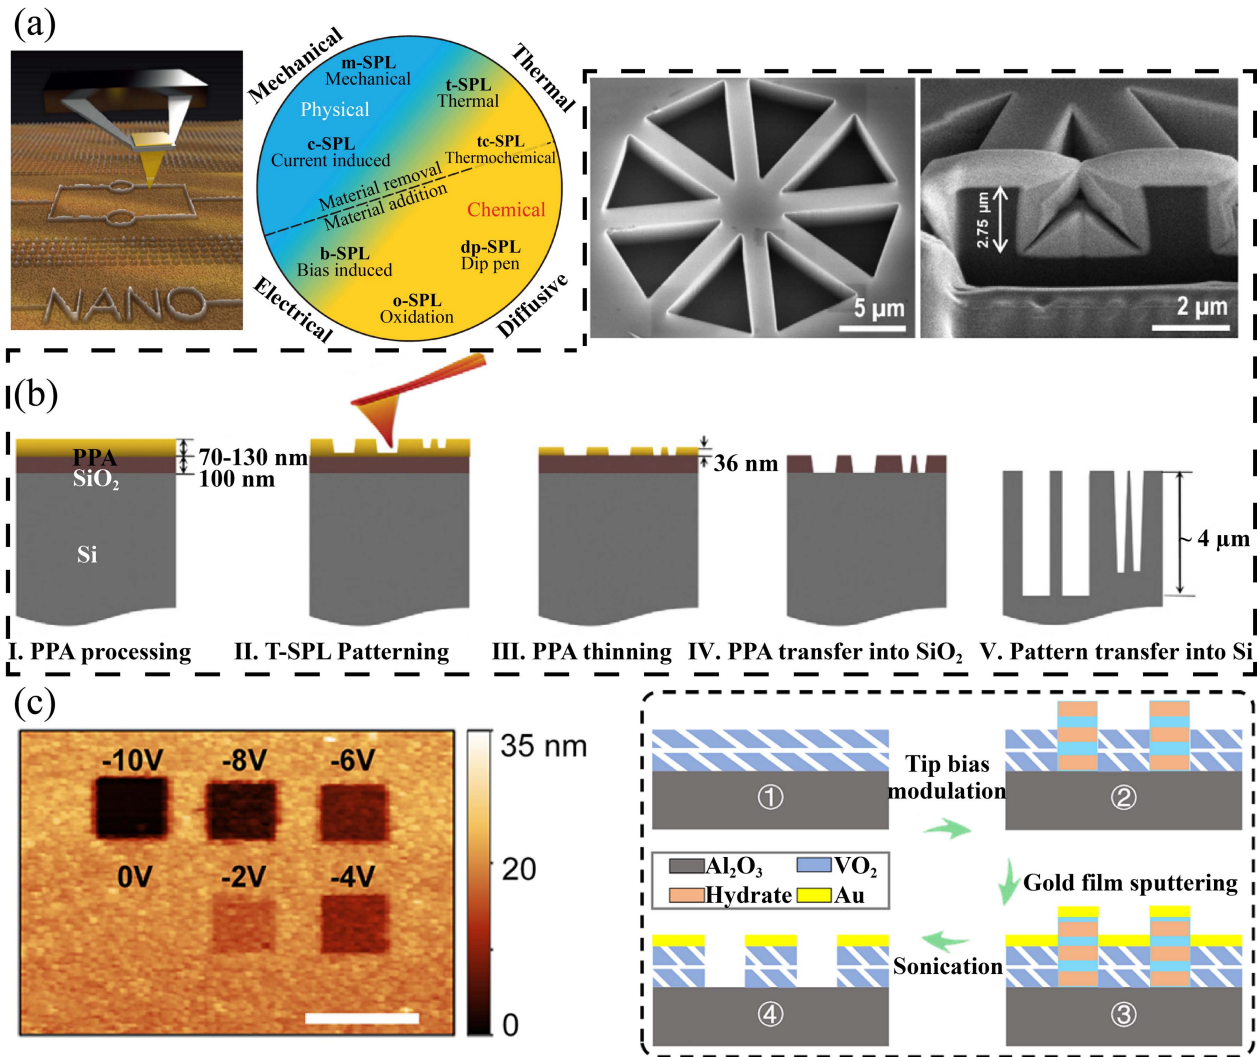 (a)
Mechanical
Thermal
Electrical
Diffusive
m-SPL
Mechanical
Physical
t-SPL
Thermal
c-SPL
Current induced
tc-SPL
Thermochemical
Material removal
Material addition
Chemical
b-SPL
Bias induced
dp-SPL
Dip pen
o-SPL
Oxidation
NANO
5 µm
2.75 µm
2 µm
(b)
PPA
70-130 nm
SiO₂
100 nm
Si
36 nm
~ 4 µm
I. PPA processing
II. T-SPL Patterning
III. PPA thinning
IV. PPA transfer into SiO₂
V. Pattern transfer into Si
(c)
-10V
-8V
-6V
0V
-2V
-4V
35 nm
20
0
①
Tip bias
modulation
②
Al₂O₃
VO₂
Hydrate
Au
Gold film sputtering
Sonication
④
③